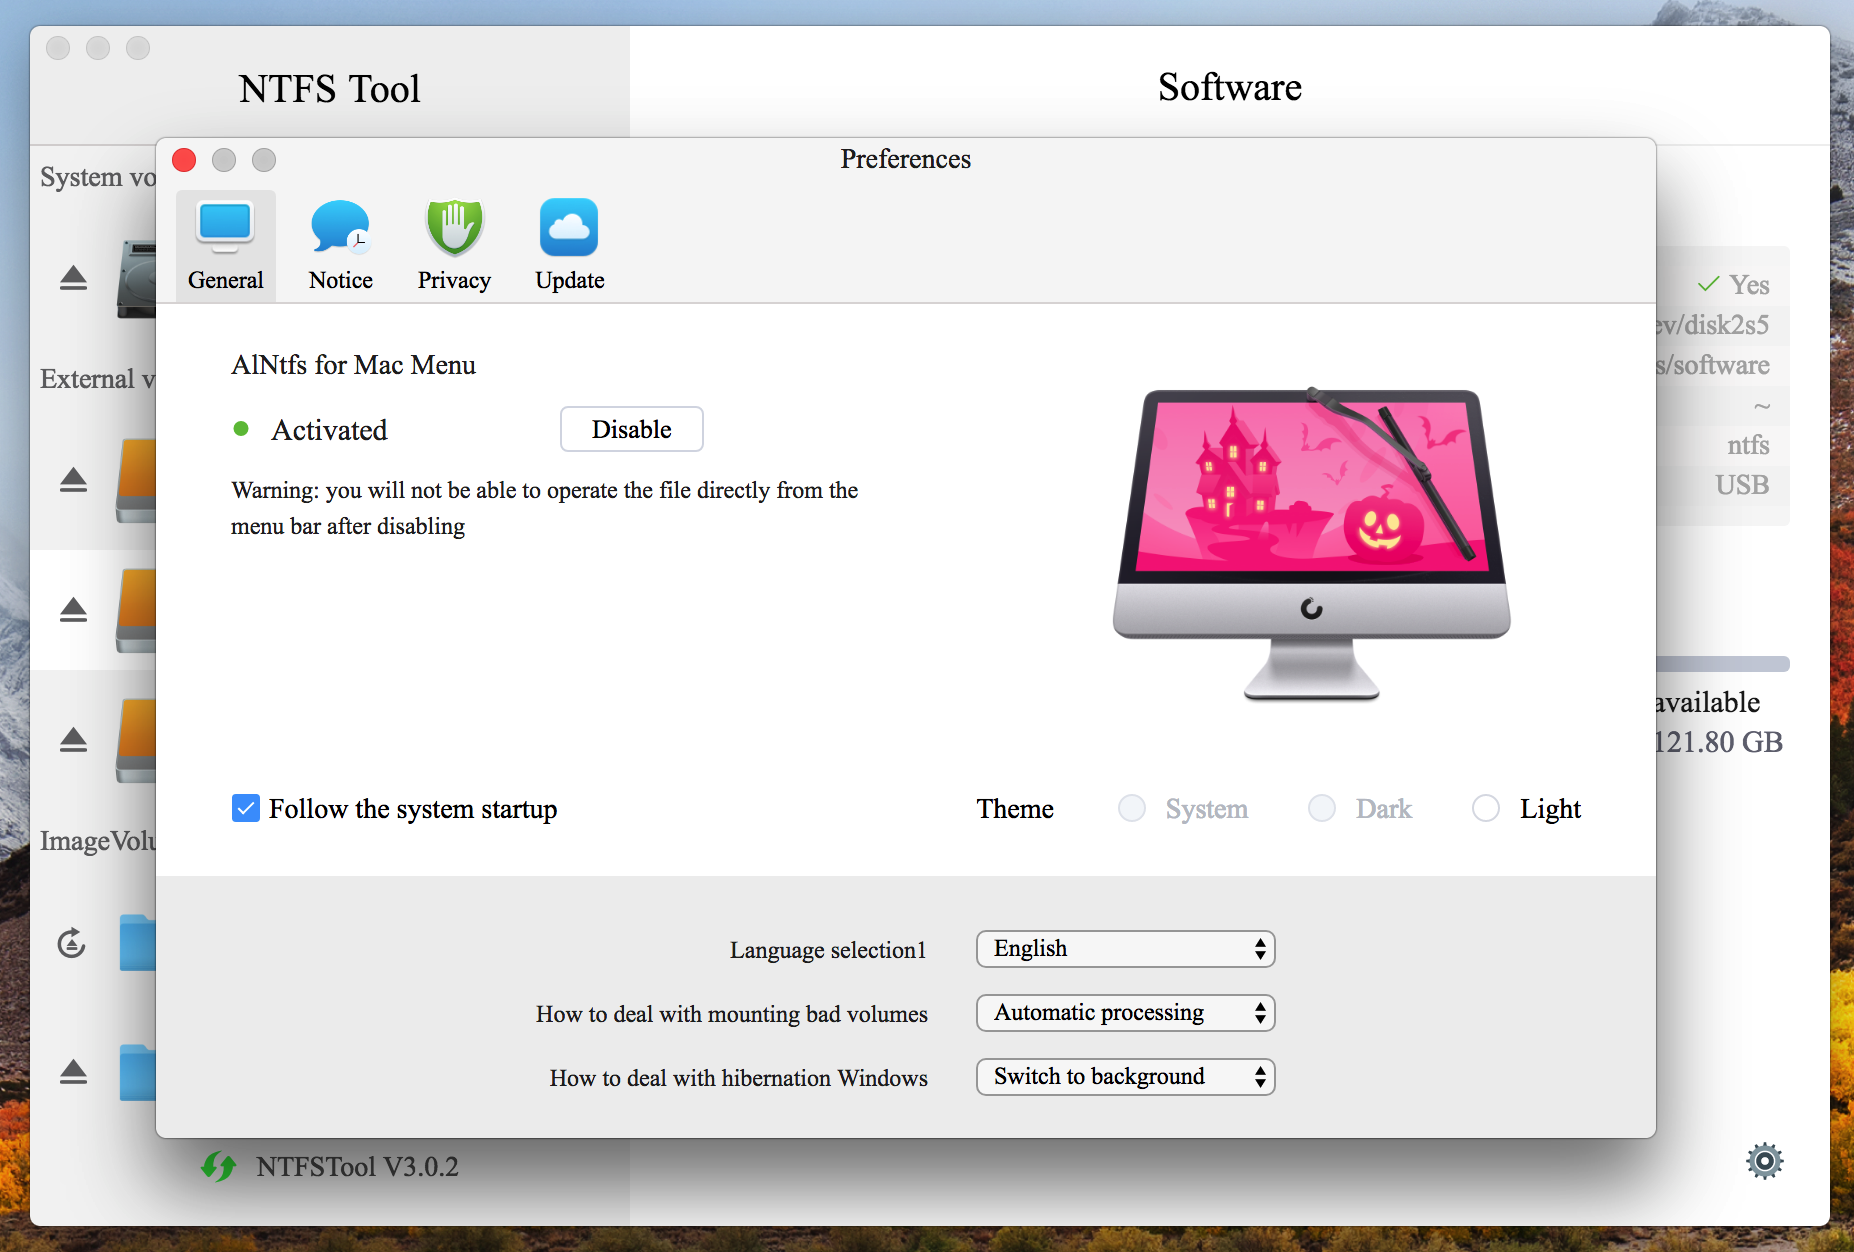 NTFS Tool
Software
Preferences
System vo
General
Notice
Privacy
Update
Yes
ev/disk2s5
s/software
~
ntfs
USB
External v
AlNtfs for Mac Menu
Activated
Disable
Warning: you will not be able to operate the file directly from the
menu bar after disabling
available
121.80 GB
Follow the system startup
Theme
System
Dark
Light
ImageVolu
Language selection1
English
How to deal with mounting bad volumes
Automatic processing
How to deal with hibernation Windows
Switch to background
NTFSTool V3.0.2